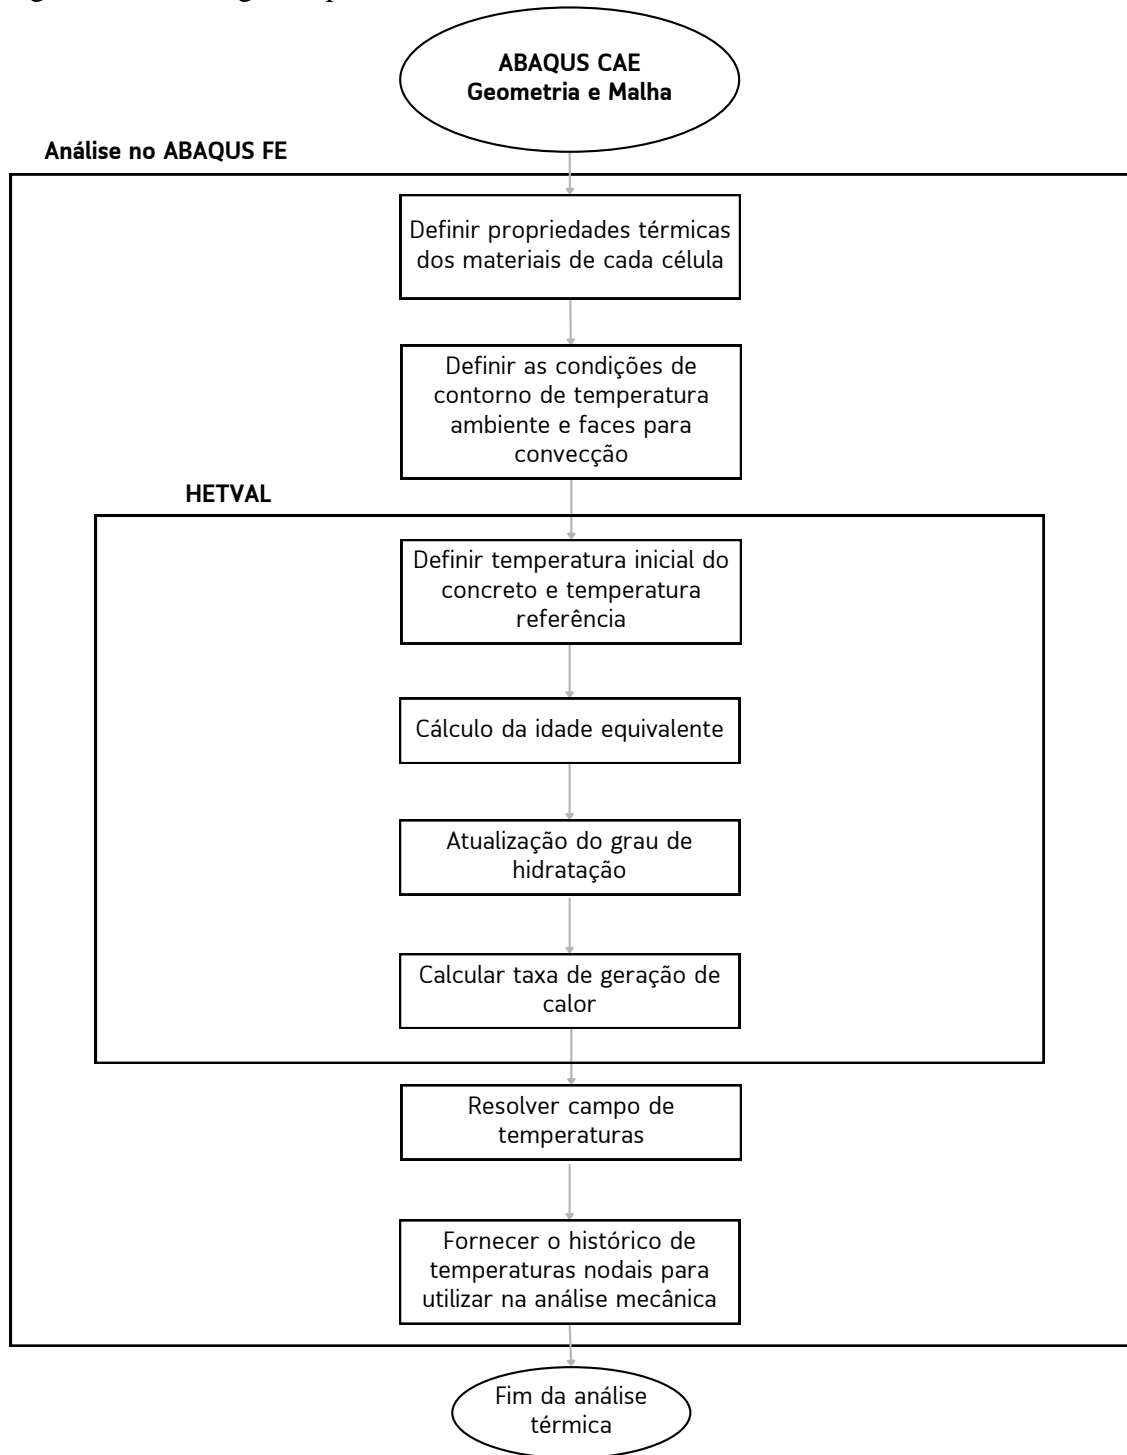 ABAQUS CAE
Geometria e Malha
Análise no ABAQUS FE
Definir propriedades térmicas
dos materiais de cada célula
Definir as condições de
contorno de temperatura
ambiente e faces para
convecção
HETVAL
Definir temperatura inicial do
concreto e temperatura
referência
Cálculo da idade equivalente
Atualização do grau de
hidratação
Calcular taxa de geração de
calor
Resolver campo de
temperaturas
Fornecer o histórico de
temperaturas nodais para
utilizar na análise mecânica
Fim da análise
térmica